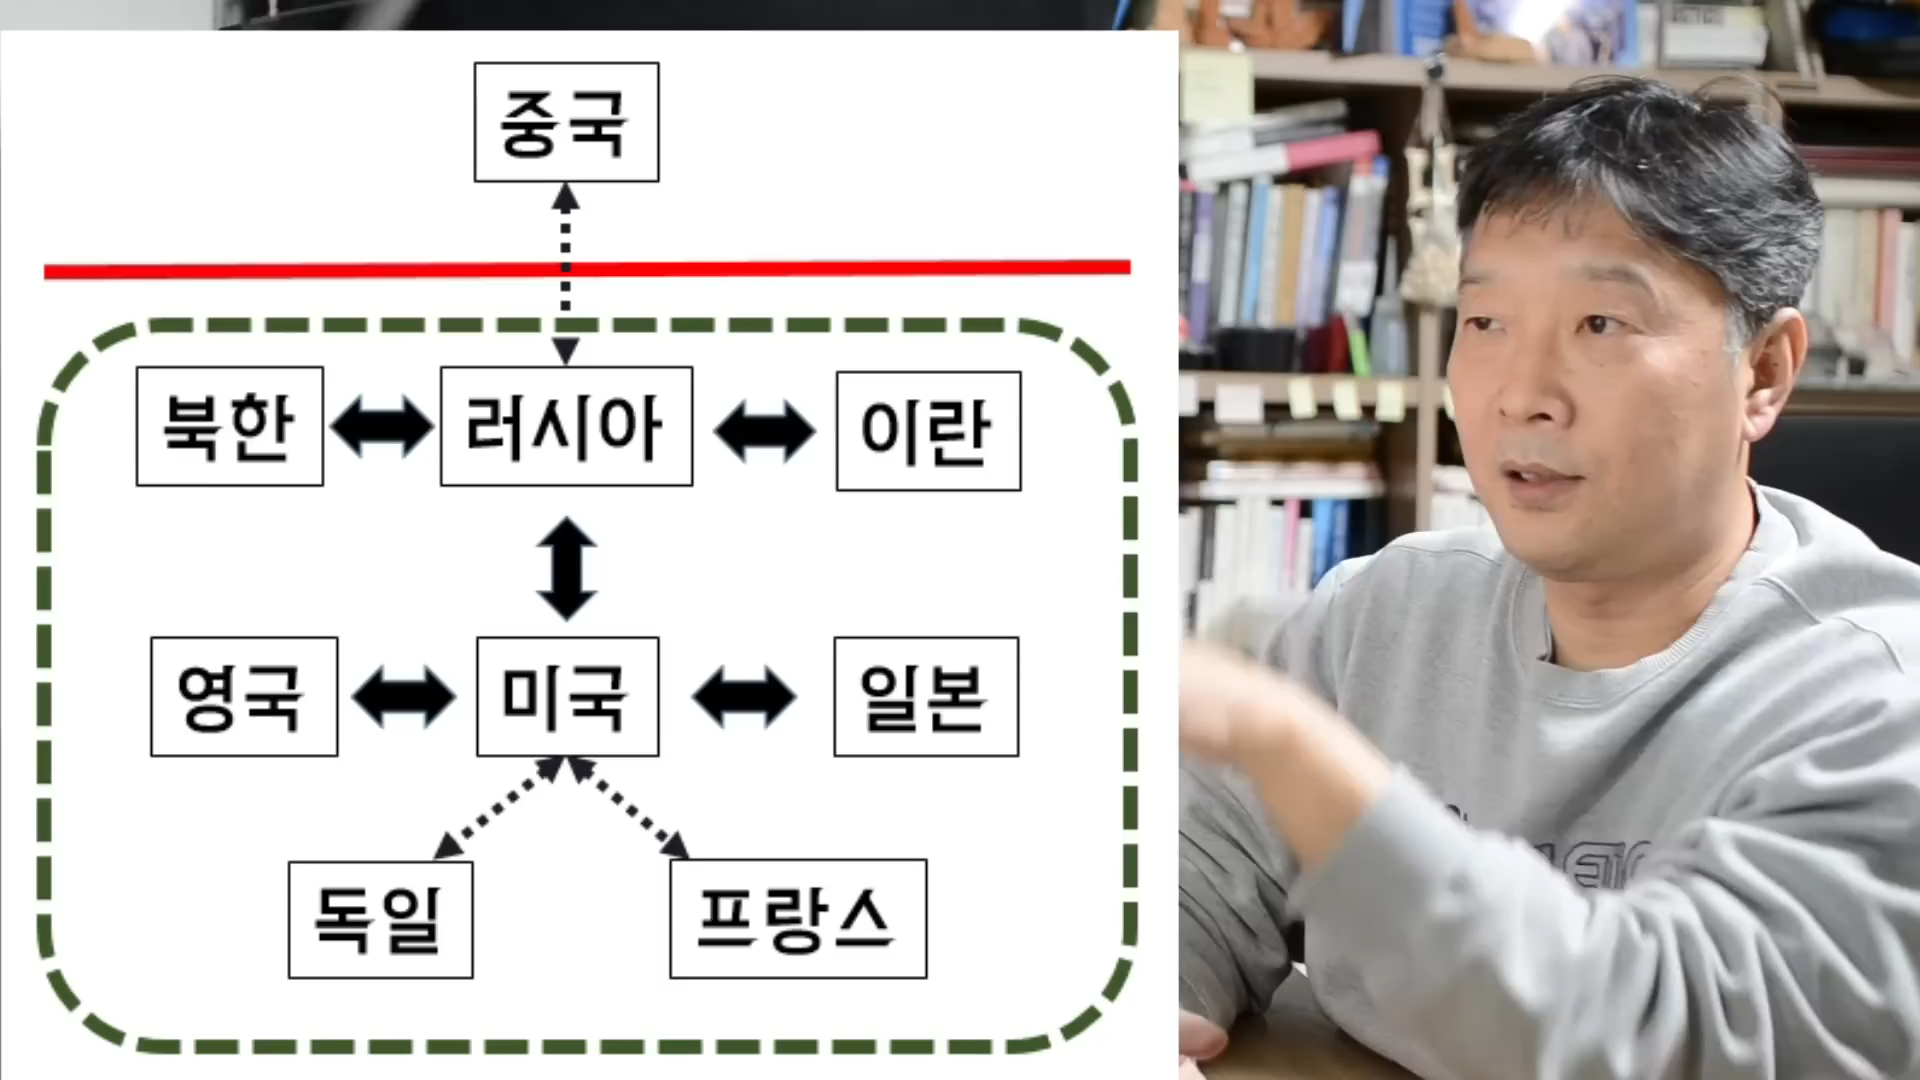 중국
북한 러시아 이란
영국 미국 일본
독일 프랑스